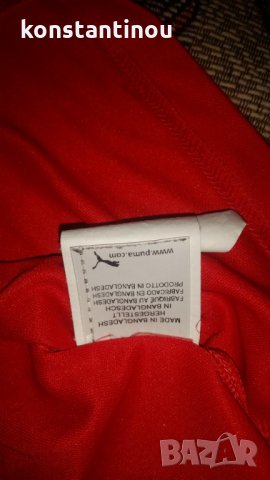 konstantinou
MADE IN BANGLADESH
HERGESTELLT
IN BANGLADESCH
FABRIQUÉ AU BANGLADESH
FABRICADO EN BANGLADESH
PRODOTTO IN BANGLADESH
www.puma.com
BAZAR